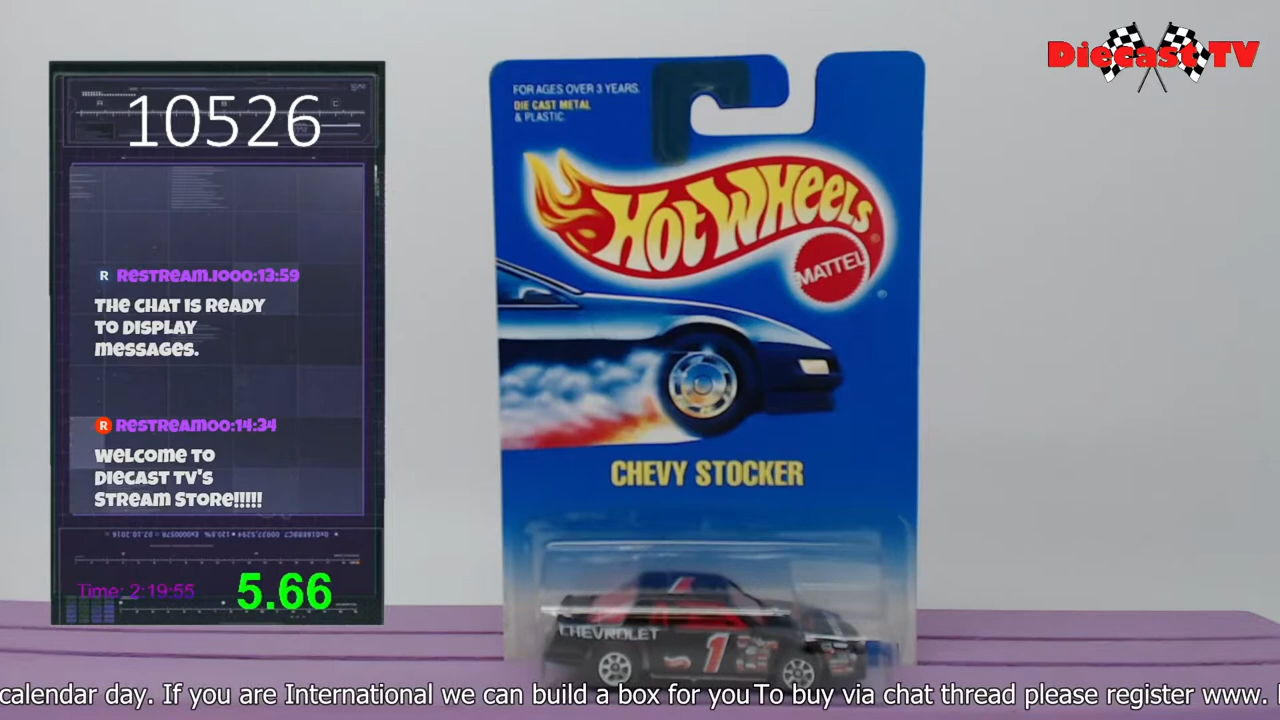 Diecast TV
10526
A
C
Restream.io00:13:59
The chat is ready
to display
messages.
Restream00:14:34
Welcome to
Diecast TV's
Stream Store!!!!!
Time: 2:19:55
5.66
FOR AGES OVER 3 YEARS.
DIE CAST METAL
& PLASTIC
HOT WHEELS®
MATTEL
®
CHEVY STOCKER
CHEVROLET
1
calendar day. If you are International we can build a box for youTo buy via chat thread please register www.